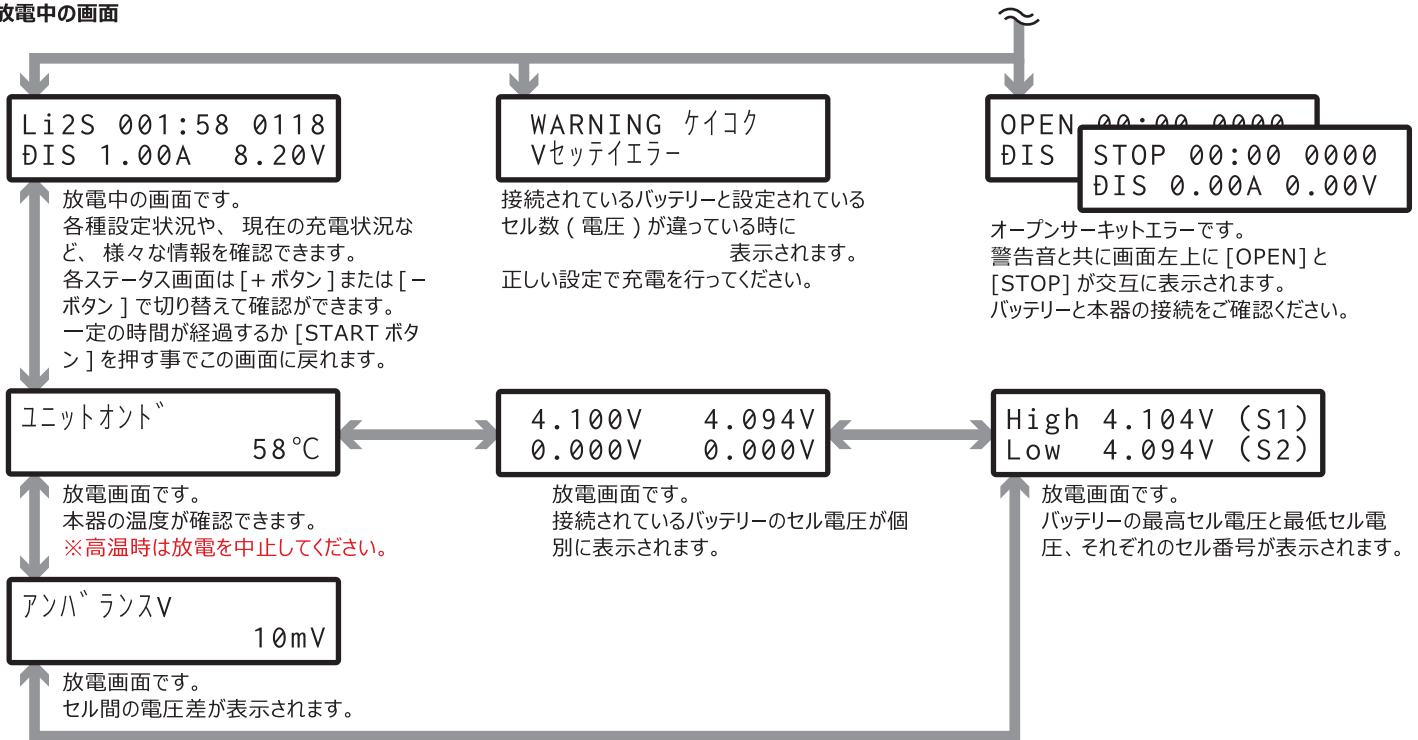 放電中の画面
Li2S 001:58 0118
ĐIS 1.00A 8.20V
放電中の画面です。
各種設定状況や、 現在の充電状況な
ど、 様々な情報を確認できます。
各ステータス画面は [+ ボタン ] または [ −
ボタン ] で切り替えて確認ができます。
一定の時間が経過するか [START ボタ
ン ] を押す事でこの画面に戻れます。
WARNING ケイコク
Vセッテイエラー
接続されているバッテリーと設定されている
セル数 ( 電圧 ) が違っている時に
表示されます。
正しい設定で充電を行ってください。
OPEN 00:00 0000
ĐIS
STOP 00:00 0000
ĐIS 0.00A 0.00V
オープンサーキットエラーです。
警告音と共に画面左上に [OPEN] と
[STOP] が交互に表示されます。
バッテリーと本器の接続をご確認ください。
ユニットオンド゛
58℃
放電画面です。
本器の温度が確認できます。
※高温時は放電を中止してください。
4.100V 4.094V
0.000V 0.000V
放電画面です。
接続されているバッテリーのセル電圧が個
別に表示されます。
High 4.104V (S1)
Low 4.094V (S2)
放電画面です。
バッテリーの最高セル電圧と最低セル電
圧、それぞれのセル番号が表示されます。
アンハ゛ランスV
10mV
放電画面です。
セル間の電圧差が表示されます。